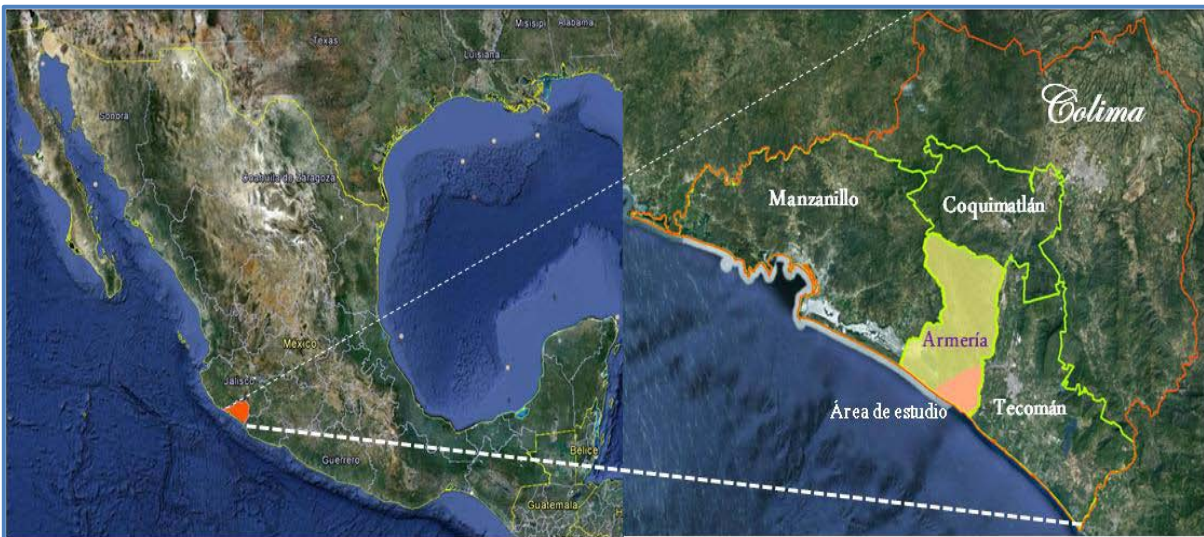 Misisipi
Alabama
Texas
Luisiana
Sonora
Coahuila de Zaragoza
México
Jalisco
Guerrero
Belice
Guatemala
Colima
Manzanillo
Coquimatlán
Armería
Área de estudio
Tecomán